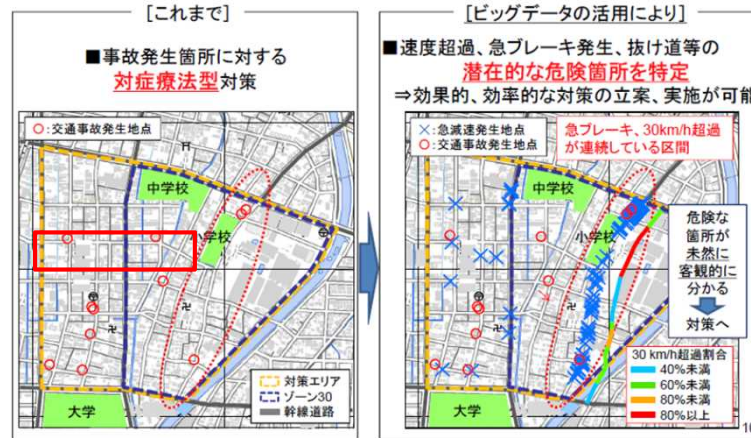 [これまで]
■事故発生箇所に対する
対症療法型対策
○:交通事故発生地点
中学校
小学校
大学
対策エリア
ゾーン30
幹線道路
[ビッグデータの活用により]
■速度超過、急ブレーキ発生、抜け道等の
潜在的な危険箇所を特定
⇒効果的、効率的な対策の立案、実施が可能
×:急減速発生地点
○:交通事故発生地点
急ブレーキ、30km/h超過
が連続している区間
中学校
小学校
大学
危険な
箇所が
未然に
客観的に
分かる
対策へ
30 km/h超過割合
40%未満
60%未満
80%未満
80%以上